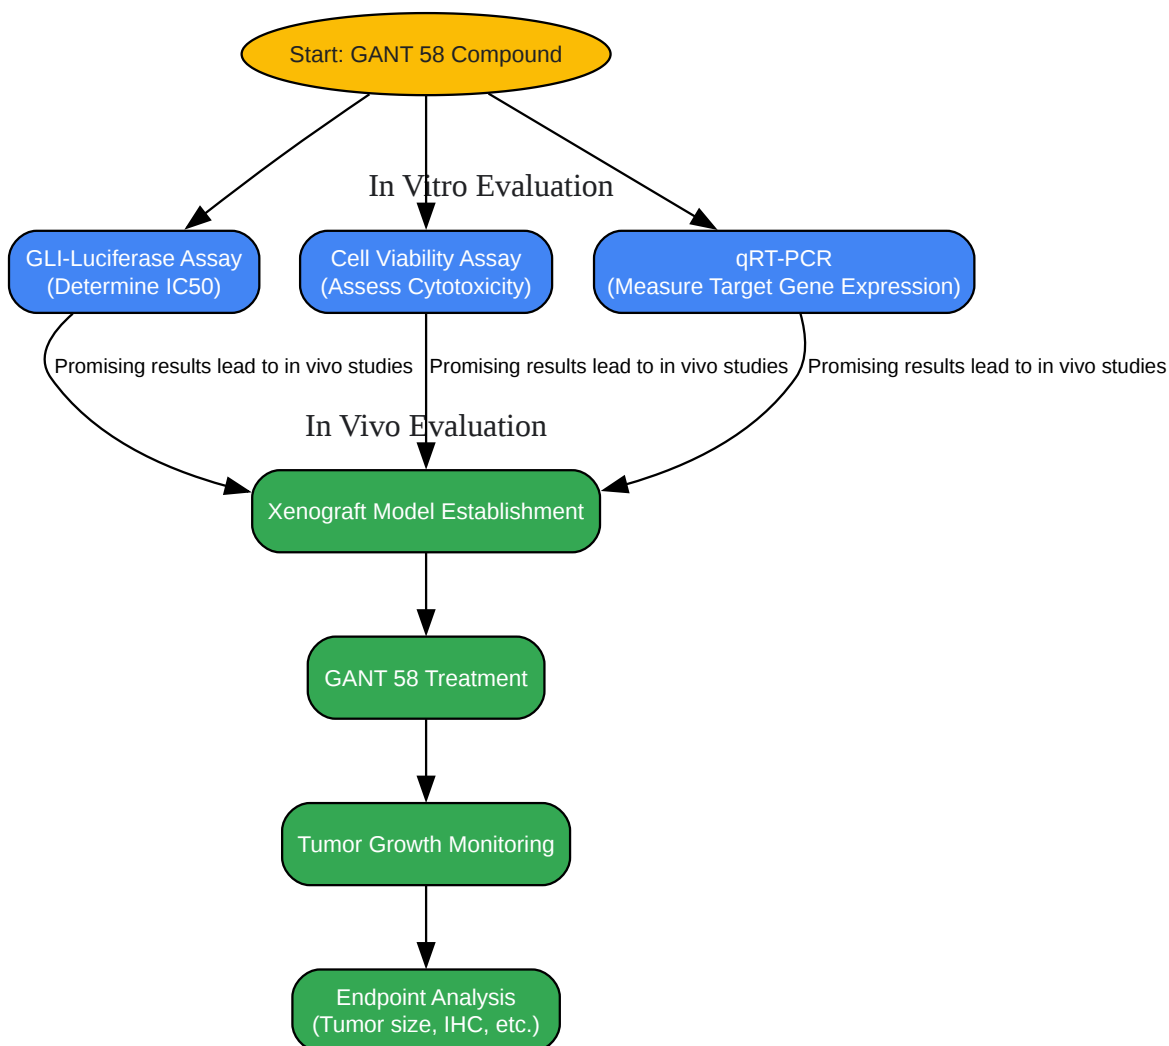 Start: GANT 58 Compound
In Vitro Evaluation
GLI-Luciferase Assay
(Determine IC50)
Cell Viability Assay
(Assess Cytotoxicity)
qRT-PCR
(Measure Target Gene Expression)
Promising results lead to in vivo studies
Promising results lead to in vivo studies
Promising results lead to in vivo studies
In Vivo Evaluation
Xenograft Model Establishment
GANT 58 Treatment
Tumor Growth Monitoring
Endpoint Analysis
(Tumor size, IHC, etc.)